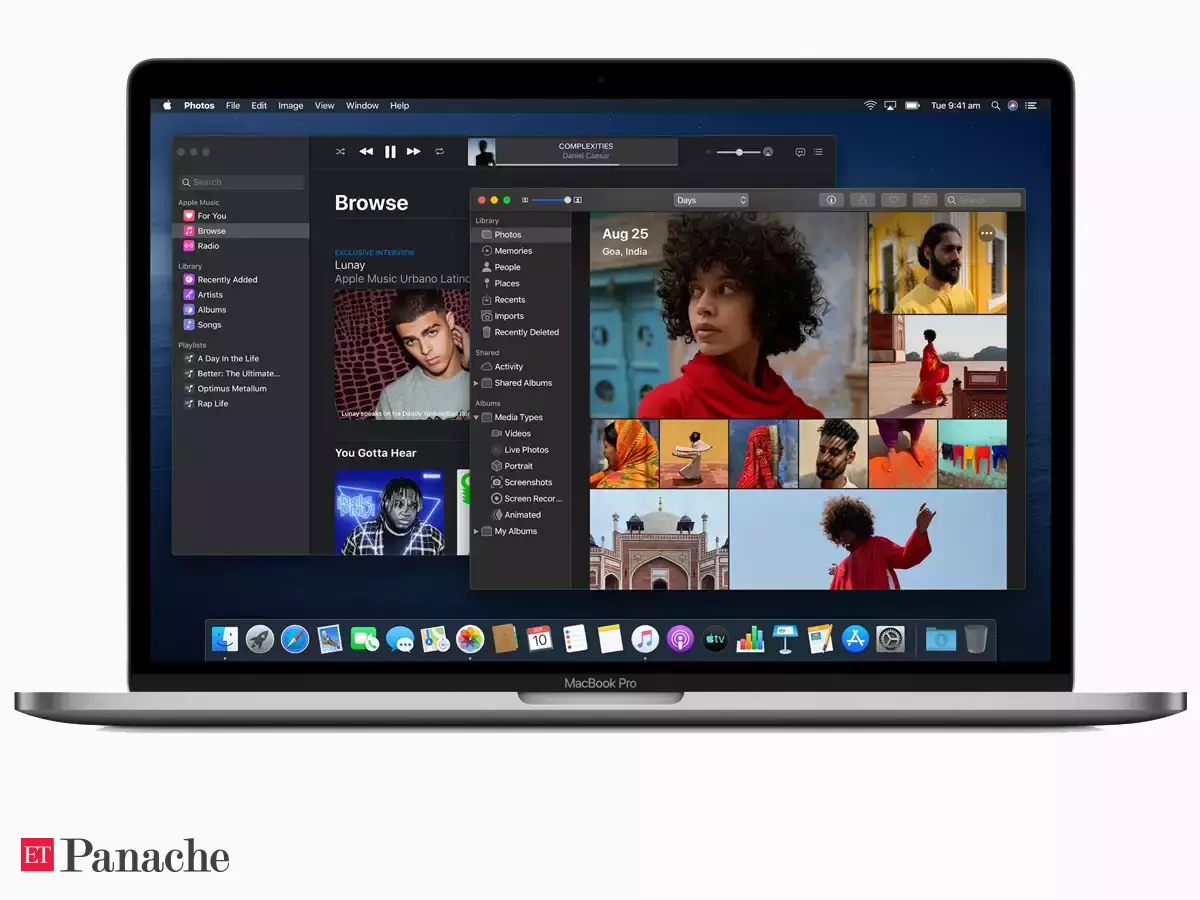 Photos File Edit Image View Window Help
Tue 9:41 am
COMPLEXITIES
Daniel Caesar
Search
Apple Music
For You
Browse
Radio
Library
Recently Added
Artists
Albums
Songs
Playlists
A Day In the Life
Better: The Ultimate...
Optimus Metallum
Rap Life
Browse
EXCLUSIVE INTERVIEW
Lunay
Apple Music Urbano Latino
You Gotta Hear
Days
Search
Library
Photos
Memories
People
Places
Recents
Imports
Recently Deleted
Shared
Activity
Shared Albums
Albums
Media Types
Videos
Live Photos
Portrait
Screenshots
Screen Recor...
Animated
My Albums
Aug 25
Goa, India
10
tv
MacBook Pro
ET Panache